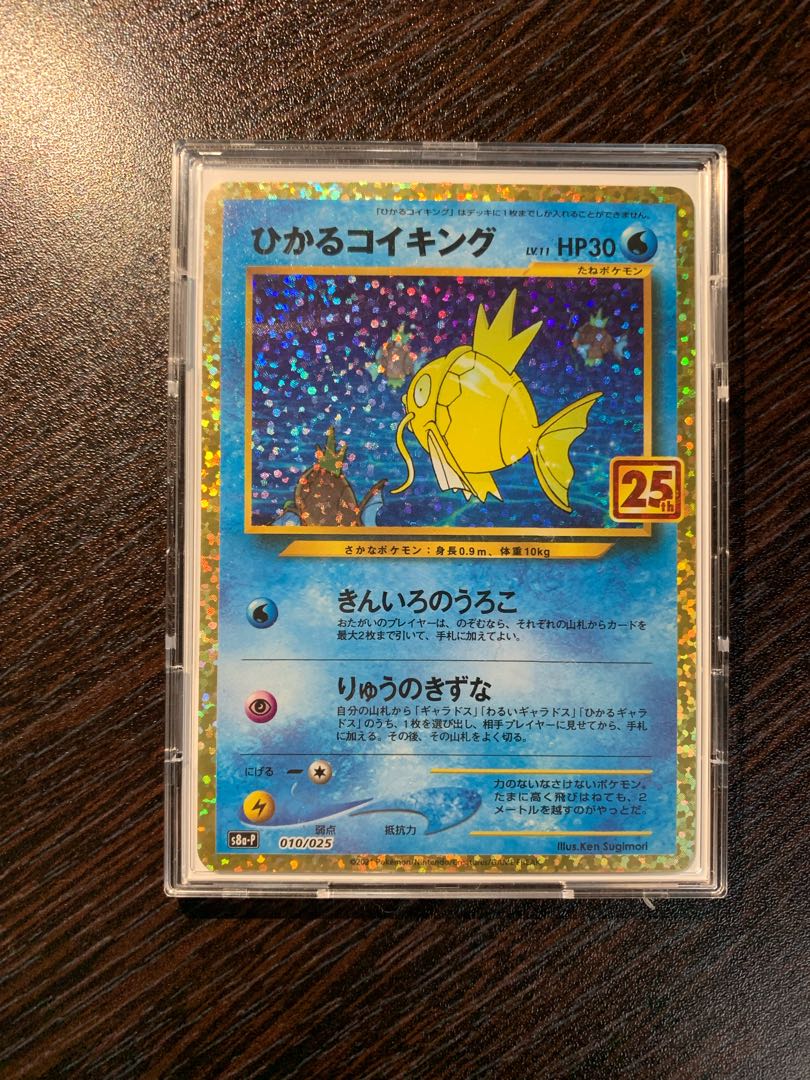 「ひかるコイキング」はデッキに1枚までしか入れることができません。
ひかるコイキング LV.11 HP30
たねポケモン
25th
さかなポケモン：身長0.9m、体重10kg
きんいろのうろこ
おたがいのプレイヤーは、のぞむなら、それぞれの山札からカードを
最大2枚まで引いて、手札に加えてよい。
りゅうのきずな
自分の山札から「ギャラドス」「わるいギャラドス」「ひかるギャラ
ドス」のうち、1枚を選び出し、相手プレイヤーに見せてから、手札
に加える。その後、その山札をよく切る。
にげる
力のないなさけないポケモン。
たまに高く飛びはねても、2
メートルを越すのがやっとだ。
弱点 抵抗力
s8a-P 010/025
Illus.Ken Sugimori
©2021 Pokémon/Nintendo/Creatures/GAME FREAK